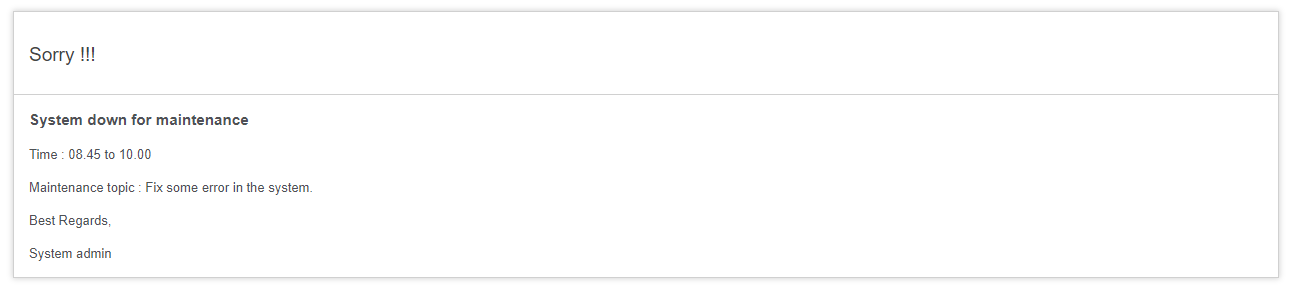 Sorry !!!
System down for maintenance
Time : 08.45 to 10.00
Maintenance topic : Fix some error in the system.
Best Regards,
System admin